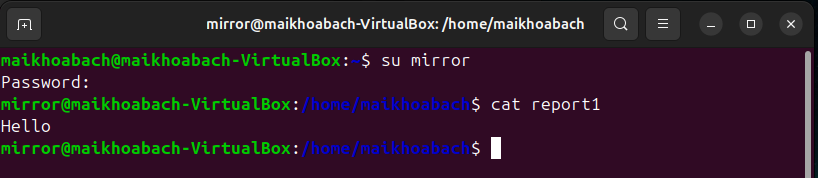 mirror@maikhoabach-VirtualBox: /home/maikhoabach
maikhoabach@maikhoabach-VirtualBox:~$ su mirror
Password:
mirror@maikhoabach-VirtualBox:/home/maikhoabach$ cat report1
Hello
mirror@maikhoabach-VirtualBox:/home/maikhoabach$